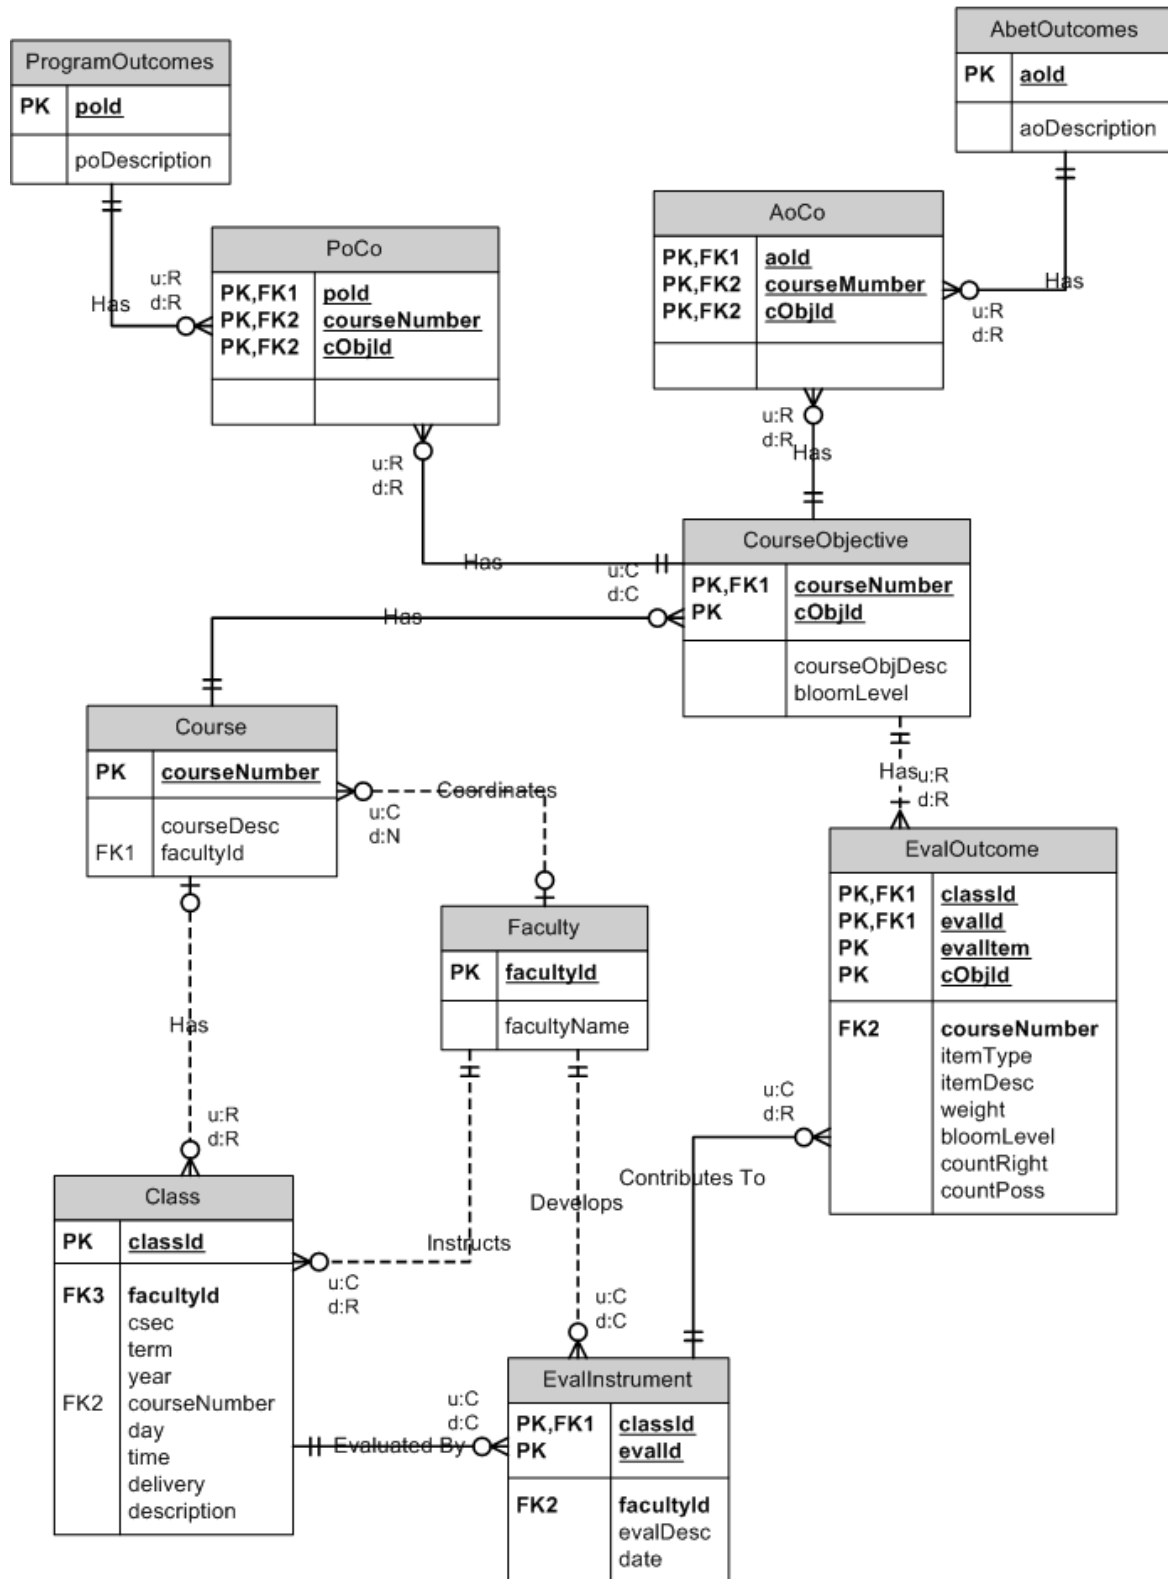 AbetOutcomes
PK aoId
aoDescription
ProgramOutcomes
PK poId
poDescription
Has
u:R
d:R
PoCo
PK,FK1 poId
PK,FK2 courseNumber
PK,FK2 cObjId
AoCo
PK,FK1 aoId
PK,FK2 courseMumber
PK,FK2 cObjId
Has
u:R
d:R
u:R
d:R
Has
u:R
d:R
Has
CourseObjective
PK,FK1 courseNumber
PK cObjId
courseObjDesc
bloomLevel
u:C
d:C
Has
Course
PK courseNumber
courseDesc
FK1 facultyId
Coordinates
u:C
d:N
Has
u:R
d:R
EvalOutcome
PK,FK1 classId
PK,FK1 evalId
PK evalItem
PK cObjId
FK2 courseNumber
itemType
itemDesc
weight
bloomLevel
countRight
countPoss
Faculty
PK facultyId
facultyName
Has
u:R
d:R
u:C
d:R
Contributes To
Develops
Instructs
u:C
d:R
u:C
d:C
Class
PK classId
FK3 facultyId
csec
term
year
FK2 courseNumber
day
time
delivery
description
u:C
d:C
Evaluated By
EvalInstrument
PK,FK1 classId
PK evalId
FK2 facultyId
evalDesc
date